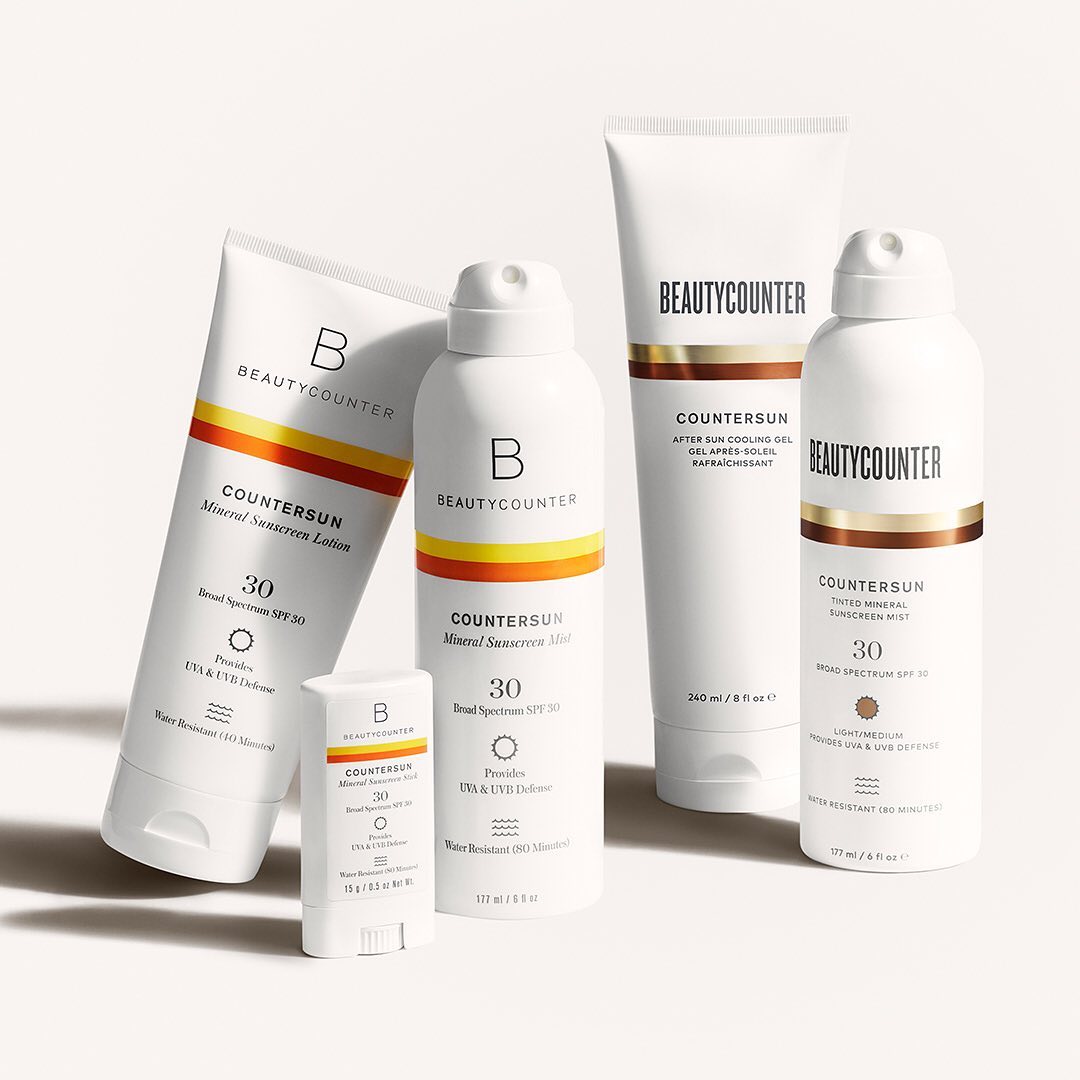 B
BEAUTYCOUNTER
COUNTERSUN
Mineral Sunscreen Lotion
30
Broad Spectrum SPF 30
Provides
UVA & UVB Defense
Water Resistant (40 Minutes)
B
BEAUTYCOUNTER
COUNTERSUN
Mineral Sunscreen Stick
30
Broad Spectrum SPF 30
Provides
UVA & UVB Defense
Water Resistant (80 Minutes)
15 g / 0.5 oz Net Wt.
B
BEAUTYCOUNTER
COUNTERSUN
Mineral Sunscreen Mist
30
Broad Spectrum SPF 30
Provides
UVA & UVB Defense
Water Resistant (80 Minutes)
177 ml / 6 fl oz
BEAUTYCOUNTER
COUNTERSUN
AFTER SUN COOLING GEL
GEL APRÈS-SOLEIL
RAFRAÎCHISSANT
240 ml / 8 fl oz ℮
BEAUTYCOUNTER
COUNTERSUN
TINTED MINERAL
SUNSCREEN MIST
30
BROAD SPECTRUM SPF 30
LIGHT/MEDIUM
PROVIDES UVA & UVB DEFENSE
WATER RESISTANT (80 MINUTES)
177 ml / 6 fl oz ℮